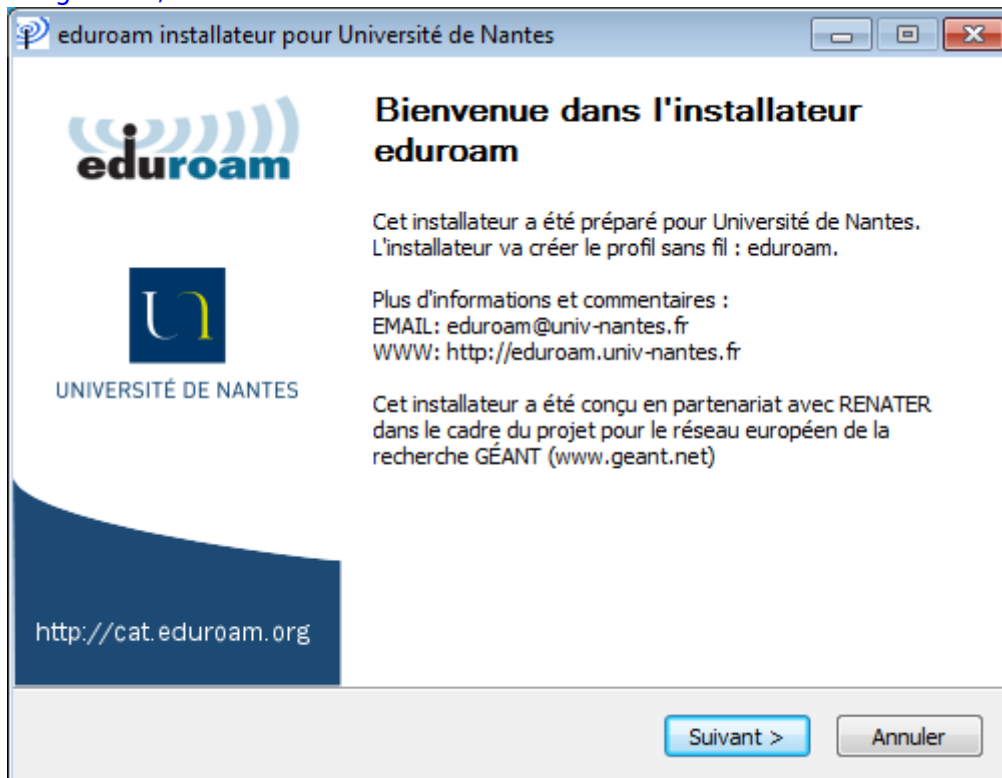 eduroam installateur pour Université de Nantes
eduroam
Bienvenue dans l'installateur
eduroam
Cet installateur a été préparé pour Université de Nantes.
L'installateur va créer le profil sans fil : eduroam.
Plus d'informations et commentaires :
EMAIL: eduroam@univ-nantes.fr
WWW: http://eduroam.univ-nantes.fr
UNIVERSITÉ DE NANTES
Cet installateur a été conçu en partenariat avec RENATER
dans le cadre du projet pour le réseau européen de la
recherche GÉANT (www.geant.net)
http://cat.eduroam.org
Suivant >
Annuler